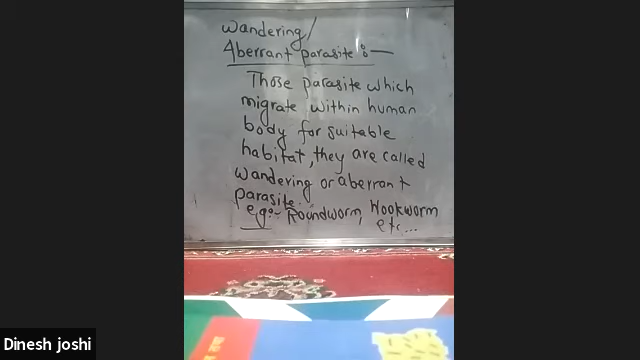 Wandering/
Aberrant parasite :-
Those parasite which
migrate within human
body for suitable
habitat, they are called
wandering or aberrant
parasite.
e.g:- Roundworm, Hookworm
etc...
Dinesh joshi